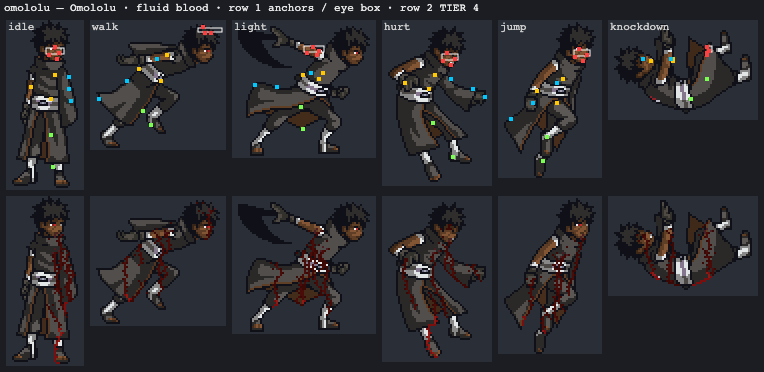 omololu — Omololu · fluid blood · row 1 anchors / eye box · row 2 TIER 4
idle walk light hurt jump knockdown